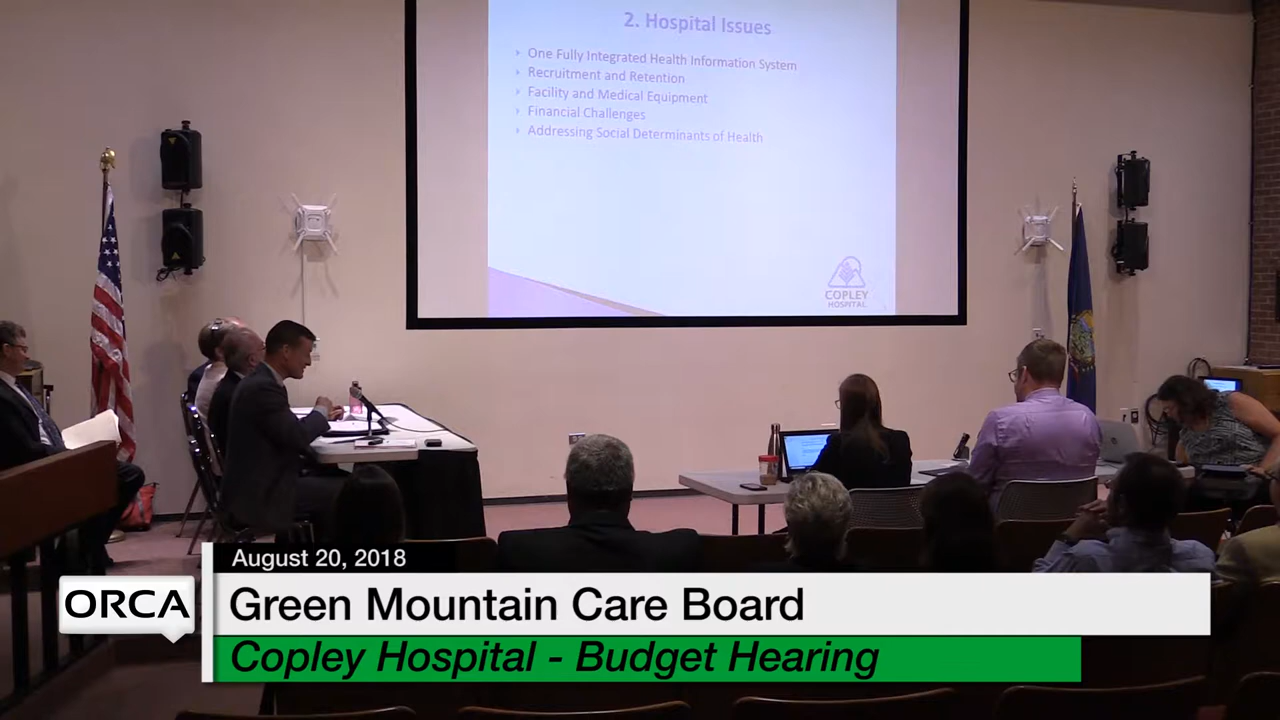 2. Hospital Issues
One Fully Integrated Health Information System
Recruitment and Retention
Facility and Medical Equipment
Financial Challenges
Addressing Social Determinants of Health
COPLEY
HOSPITAL
August 20, 2018
ORCA
Green Mountain Care Board
Copley Hospital - Budget Hearing